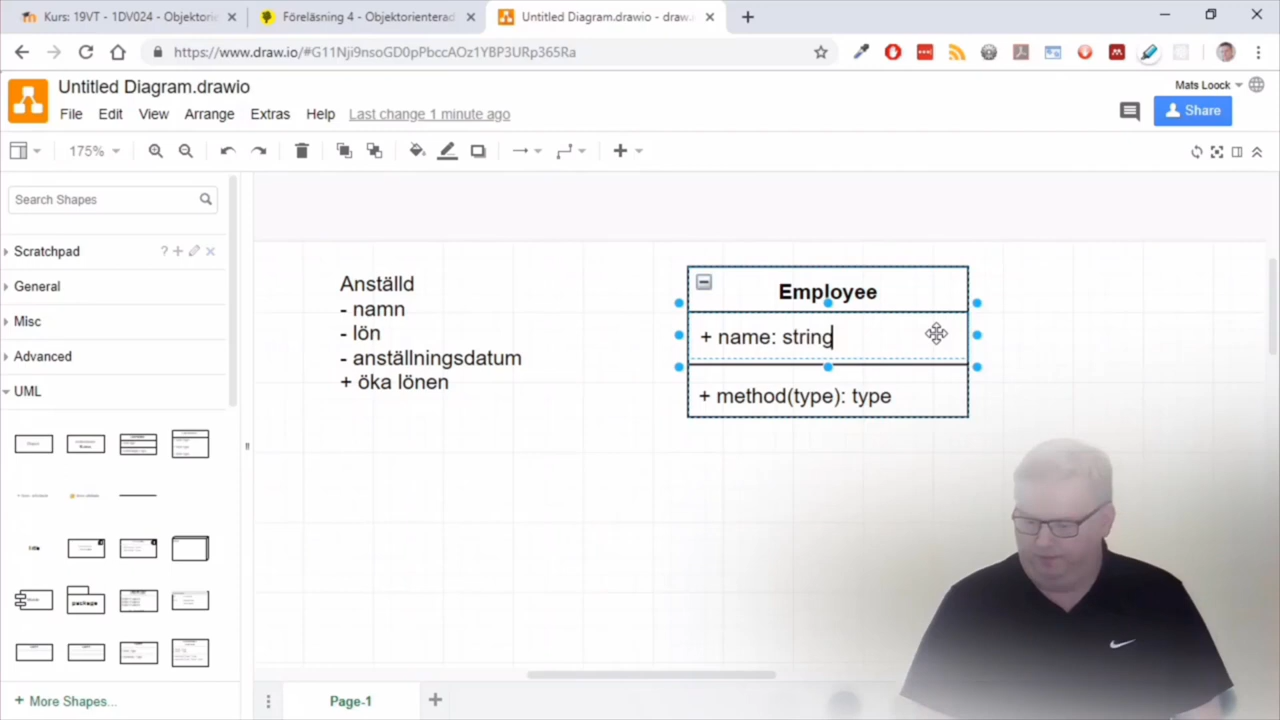 Kurs: 19VT - 1DV024 - Objektorie
Föreläsning 4 - Objektorienterad
Untitled Diagram.drawio - draw.
https://www.draw.io/#G11Nji9nsoGD0pPbccAOz1YBP3URp365Ra
Untitled Diagram.drawio
Mats Loock
File Edit View Arrange Extras Help Last change 1 minute ago
Share
175%
Search Shapes
Scratchpad
General
Misc
Advanced
UML
Anställd
- namn
- lön
- anställningsdatum
+ öka lönen
Employee
+ name: string
+ method(type): type
title
package
+ More Shapes...
Page-1